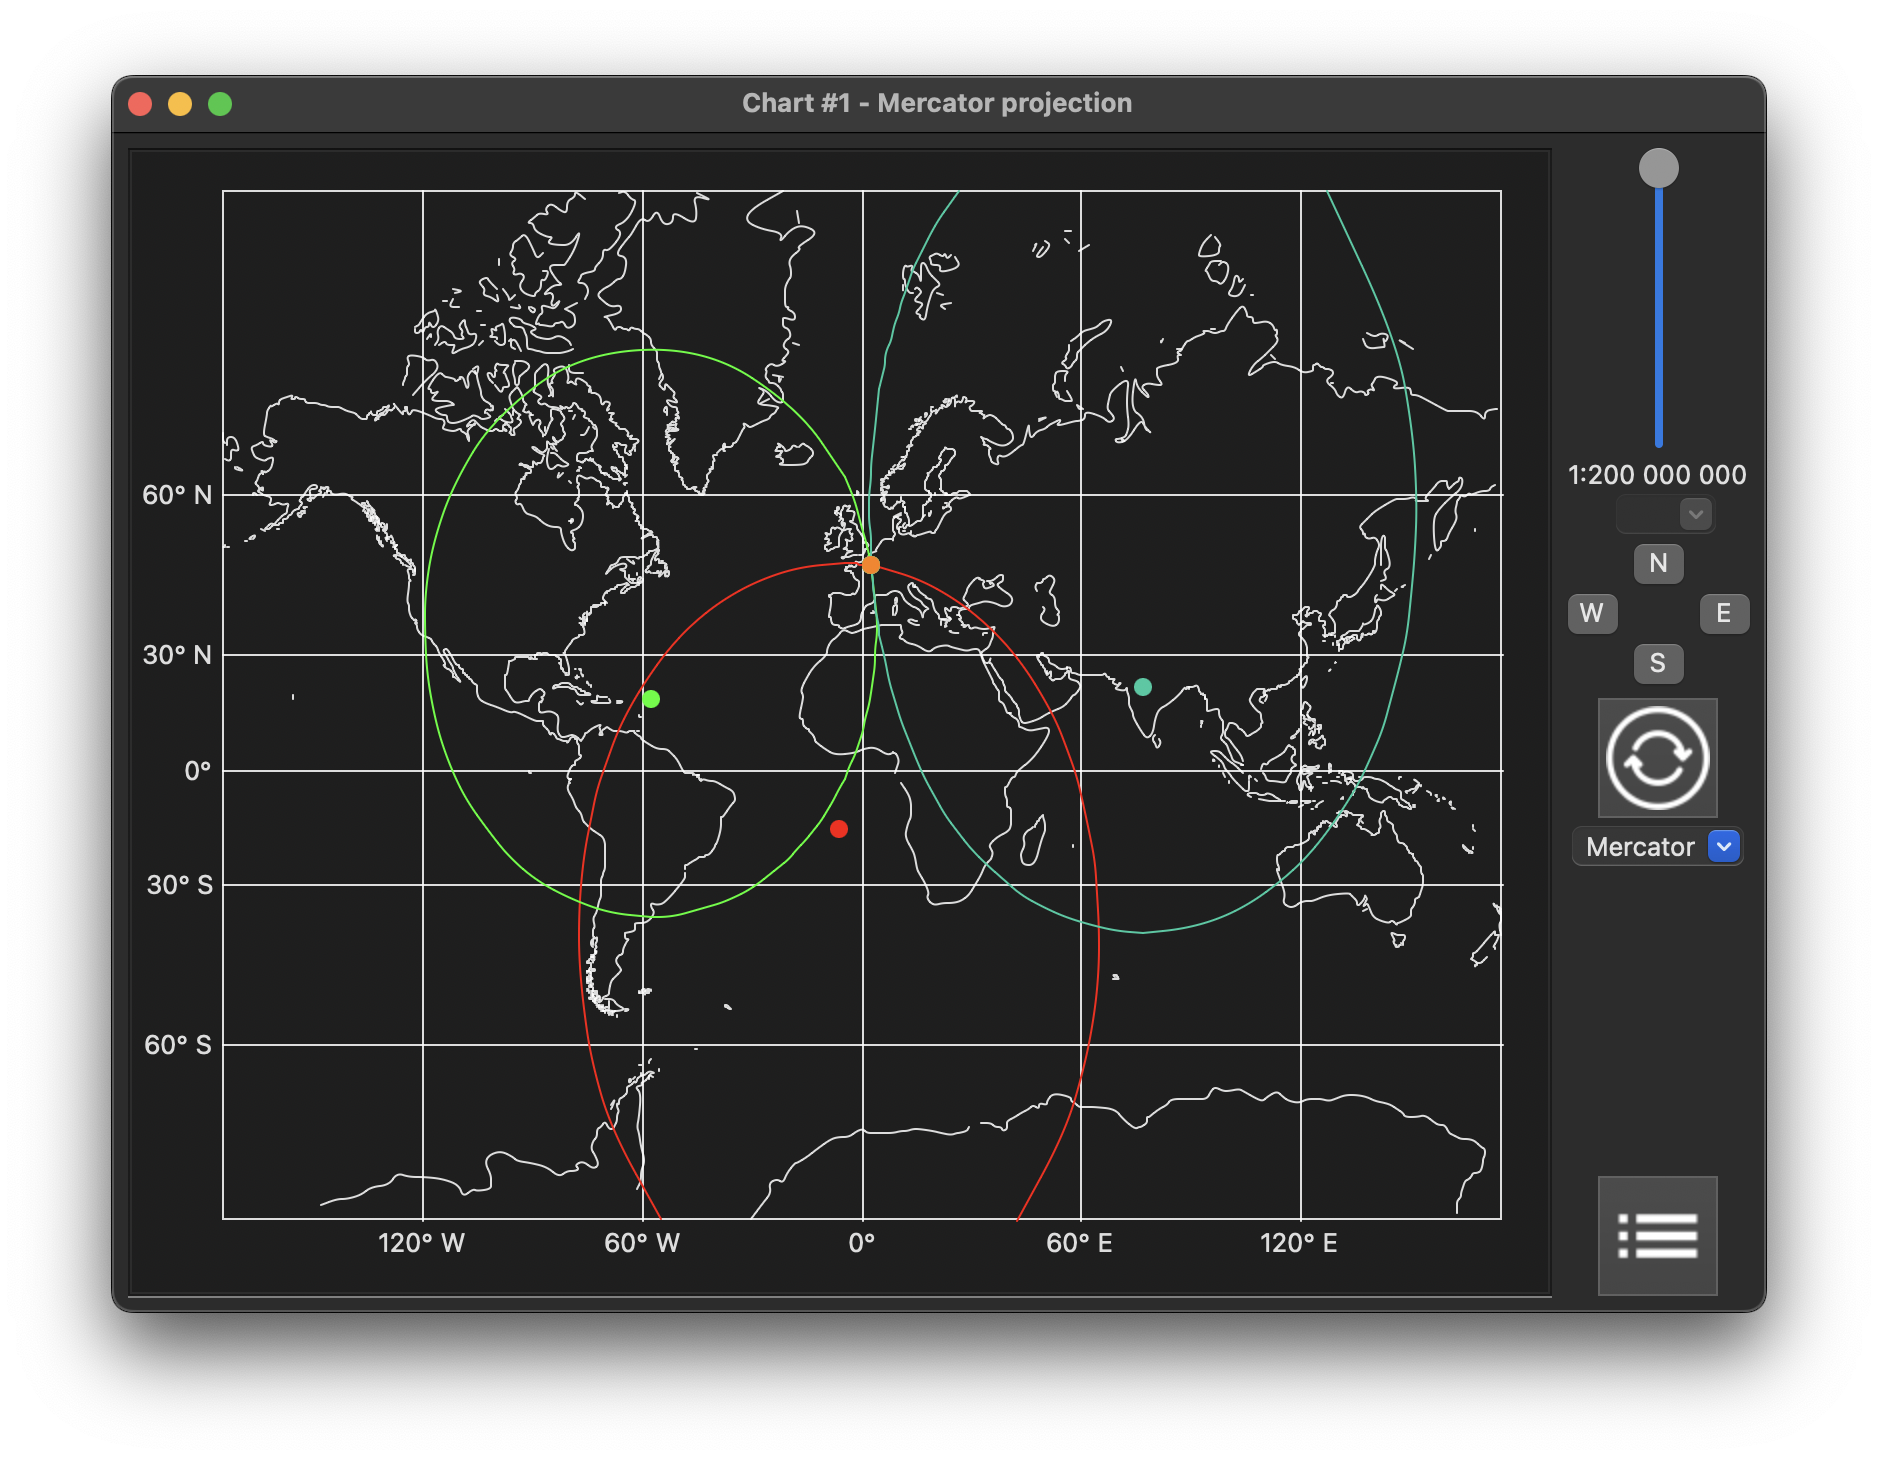 Chart #1 - Mercator projection
60° N
30° N
0°
30° S
60° S
120° W
60° W
0°
60° E
120° E
1:200 000 000
N
W
E
S
Mercator